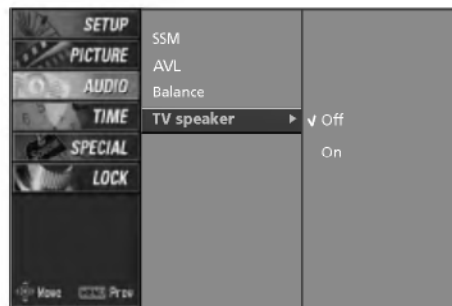 SETUP
PICTURE
AUDIO
TIME
SPECIAL
LOCK
SSM
AVL
Balance
TV speaker
Off
On
Move
Prev